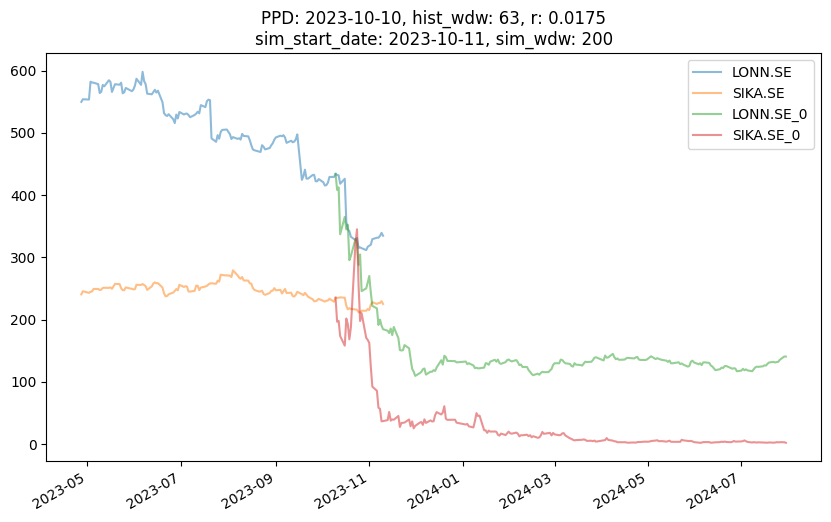 PPD: 2023-10-10, hist_wdw: 63, r: 0.0175
sim_start_date: 2023-10-11, sim_wdw: 200
LONN.SE
SIKA.SE
LONN.SE_0
SIKA.SE_0
600
500
400
300
200
100
0
2023-05
2023-07
2023-09
2023-11
2024-01
2024-03
2024-05
2024-07